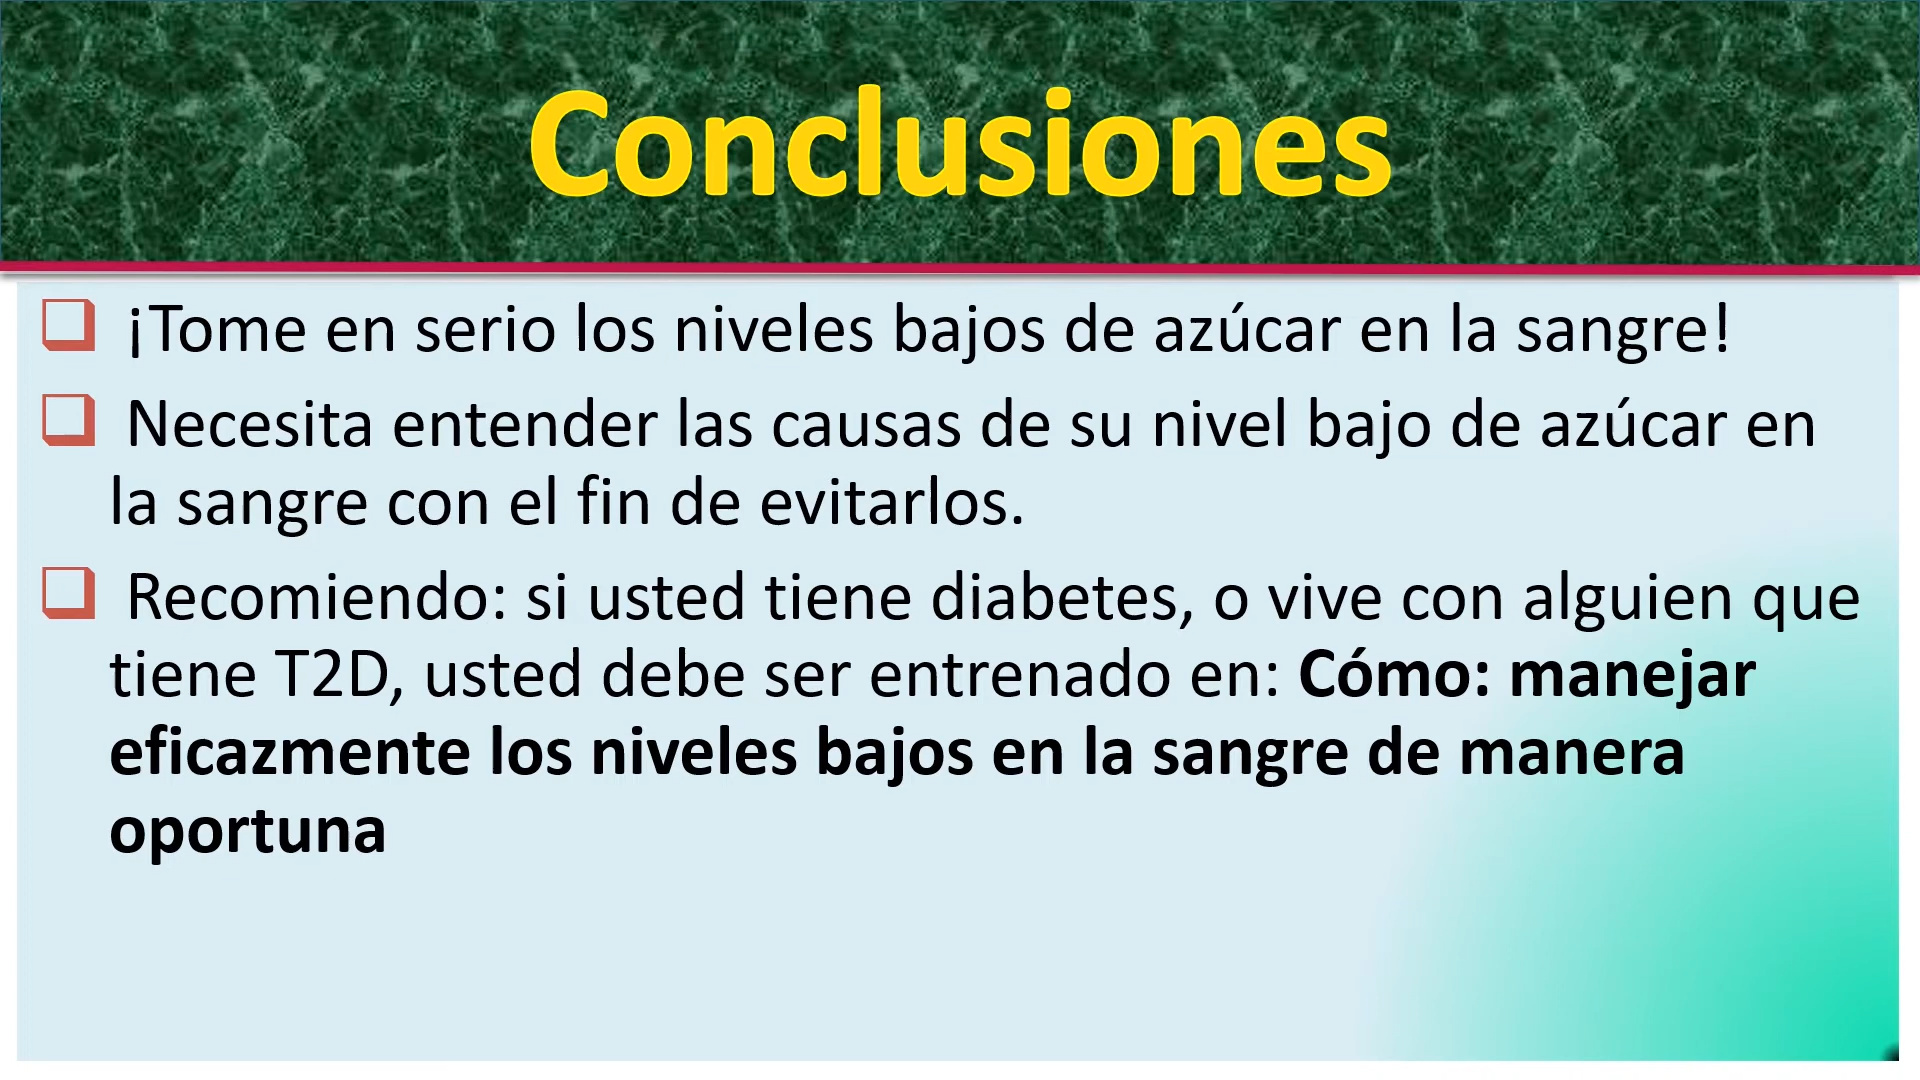 Conclusiones
¡Tome en serio los niveles bajos de azúcar en la sangre!
Necesita entender las causas de su nivel bajo de azúcar en
la sangre con el fin de evitarlos.
Recomiendo: si usted tiene diabetes, o vive con alguien que
tiene T2D, usted debe ser entrenado en: Cómo: manejar
eficazmente los niveles bajos en la sangre de manera
oportuna